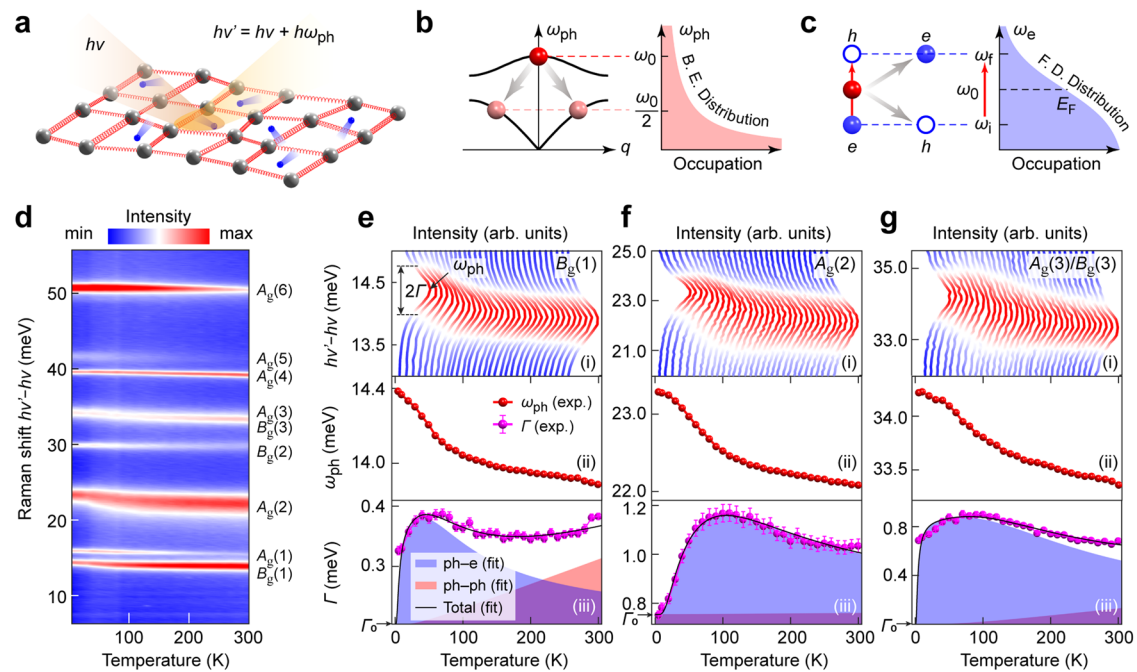 a
hν
hν' = hν + hω_ph
b
ω_ph
q
ω_ph
ω_0
ω_0
2
B. E. Distribution
Occupation
c
h
e
e
h
ω_e
ω_f
ω_0
ω_i
E_F
F. D. Distribution
Occupation
d
Intensity
min
max
Raman shift hν'–hν (meV)
50
40
30
20
10
A_g(6)
A_g(5)
A_g(4)
A_g(3)
B_g(3)
B_g(2)
A_g(2)
A_g(1)
B_g(1)
100
200
300
Temperature (K)
e
Intensity (arb. units)
hν'–hν (meV)
14.5
13.5
2Γ
ω_ph
B_g(1)
(i)
ω_ph (meV)
14.4
14.0
ω_ph (exp.)
Γ (exp.)
(ii)
Γ (meV)
0.4
0.3
Γ_o
ph–e (fit)
ph–ph (fit)
Total (fit)
(iii)
0
100
200
300
Temperature (K)
f
Intensity (arb. units)
25.0
23.0
21.0
A_g(2)
(i)
23.0
22.0
(ii)
1.2
1.0
0.8
Γ_o
(iii)
0
100
200
300
Temperature (K)
g
Intensity (arb. units)
35.0
33.0
A_g(3)/B_g(3)
(i)
34.0
33.5
(ii)
0.8
0.4
Γ_o
(iii)
0
100
200
300
Temperature (K)